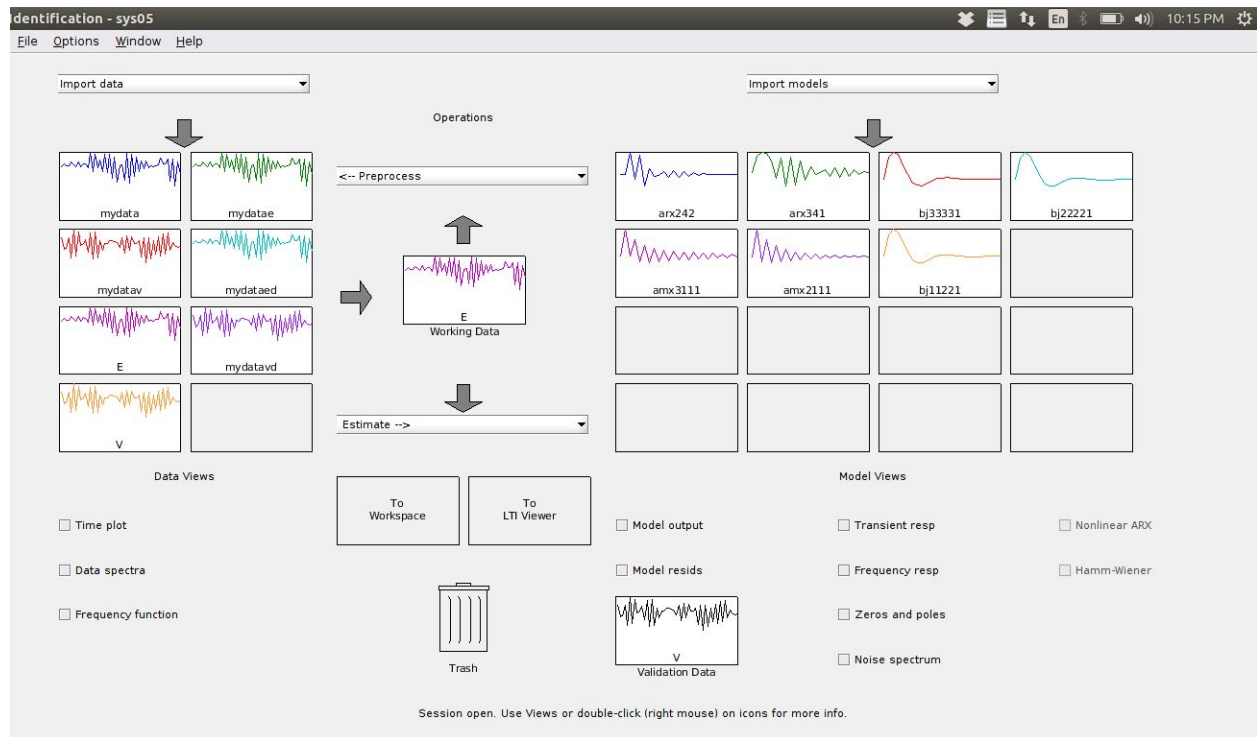 dentification - sys05
En
10:15 PM
File Options Window Help
Import data
Import models
Operations
<-- Preprocess
mydata
mydatae
arx242
arx341
bj33331
bj22221
mydatav
mydataed
amx3111
amx2111
bj11221
E
Working Data
E
mydatavd
Estimate -->
V
Data Views
Model Views
To
Workspace
To
LTI Viewer
Time plot
Model output
Transient resp
Nonlinear ARX
Data spectra
Model resids
Frequency resp
Hamm-Wiener
Frequency function
Zeros and poles
V
Validation Data
Noise spectrum
Trash
Session open. Use Views or double-click (right mouse) on icons for more info.